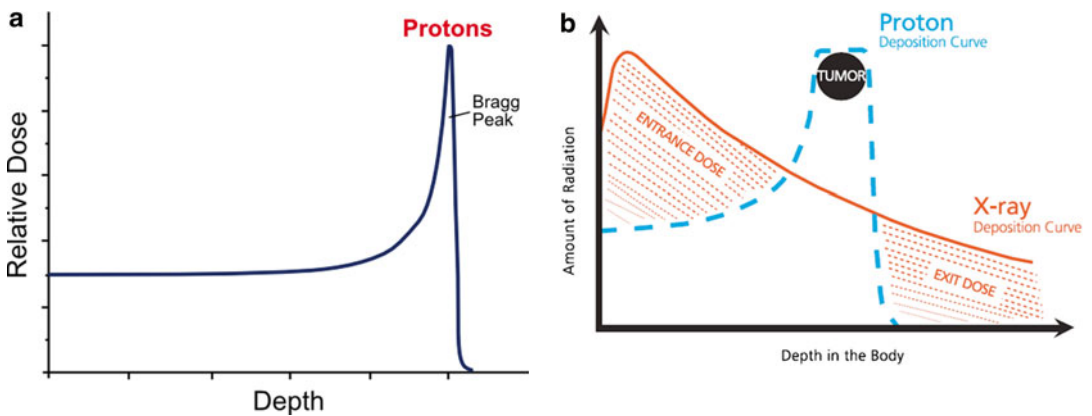 a
Protons
Bragg
Peak
Relative Dose
Depth
b
Proton
Deposition Curve
TUMOR
ENTRANCE DOSE
Amount of Radiation
X-ray
Deposition Curve
EXIT DOSE
Depth in the Body